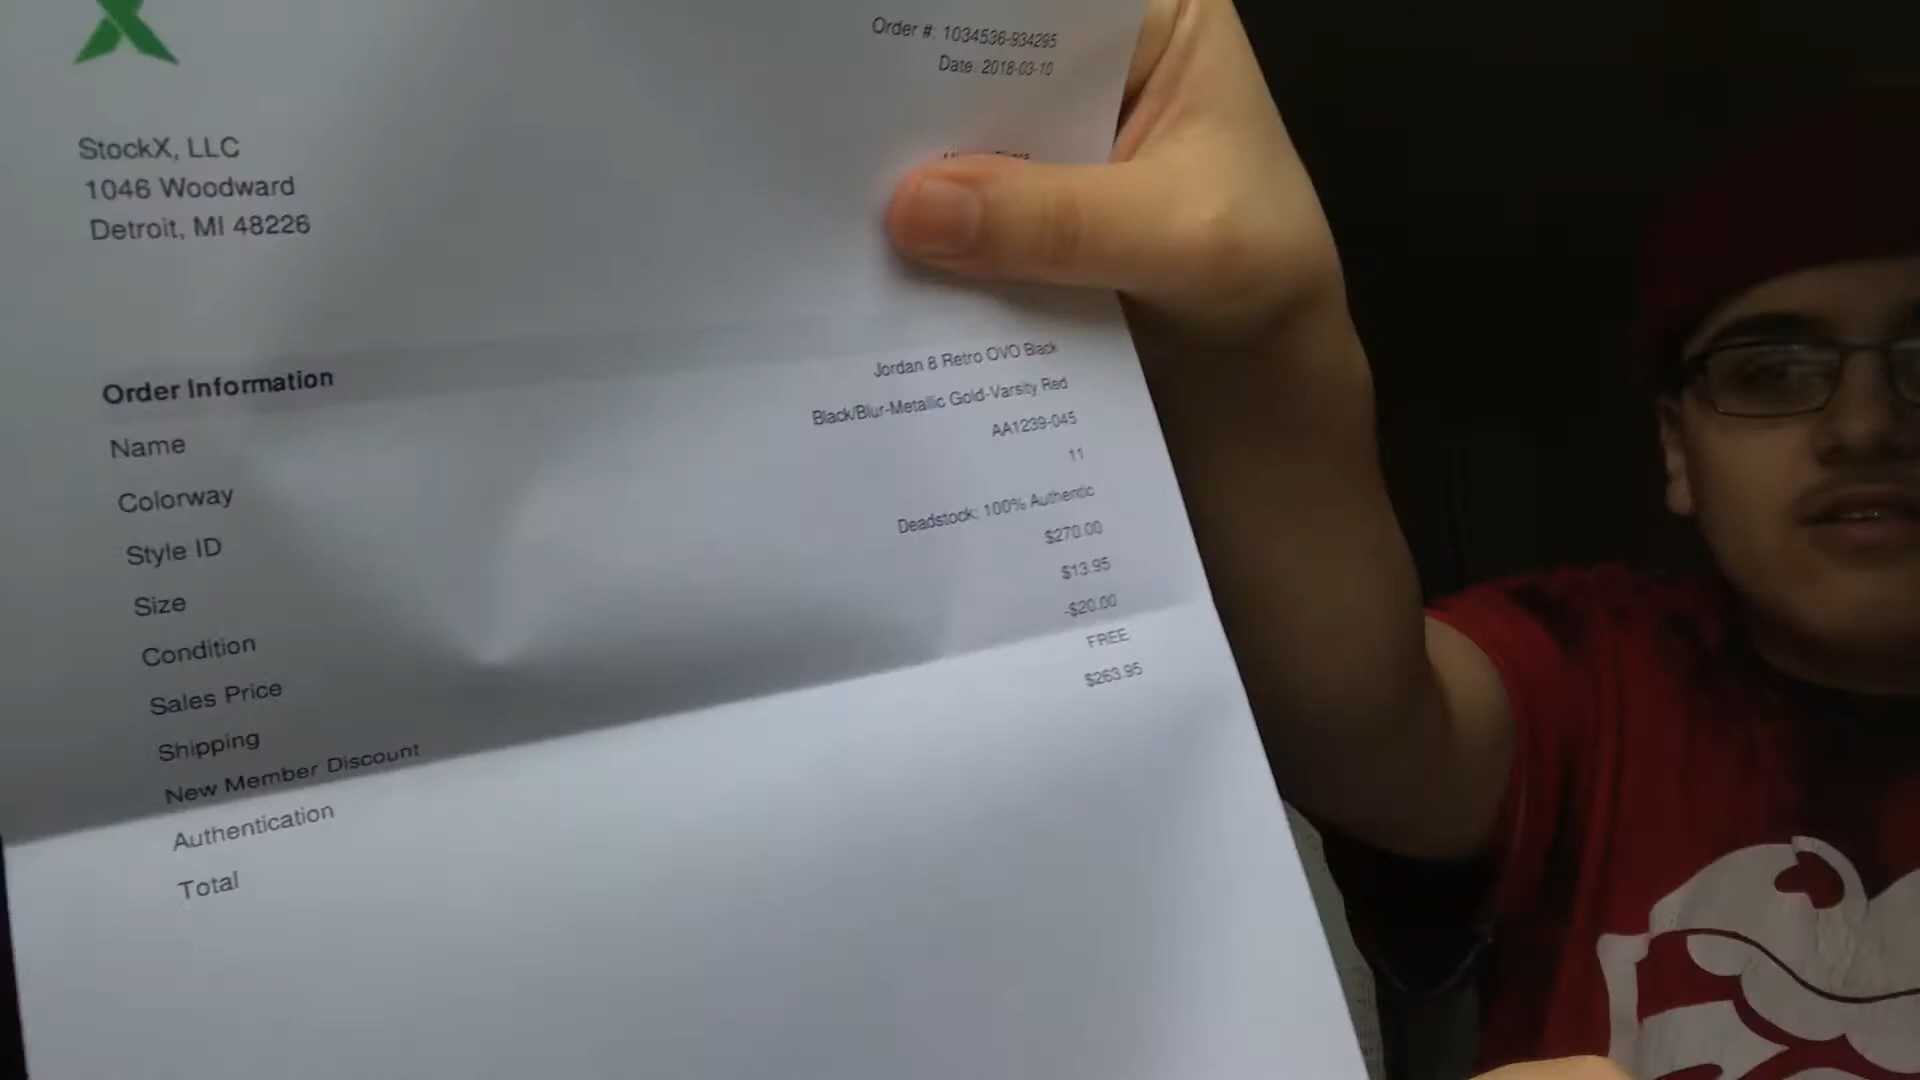 Order #: 1034536-934295
Date: 2018-03-10
StockX, LLC
1046 Woodward
Detroit, MI 48226
Order Information
Name Jordan 8 Retro OVO Black
Colorway Black/Blur-Metallic Gold-Varsity Red
Style ID AA1239-045
Size 11
Condition Deadstock: 100% Authentic
Sales Price $270.00
Shipping $13.95
New Member Discount -$20.00
Authentication FREE
Total $263.95